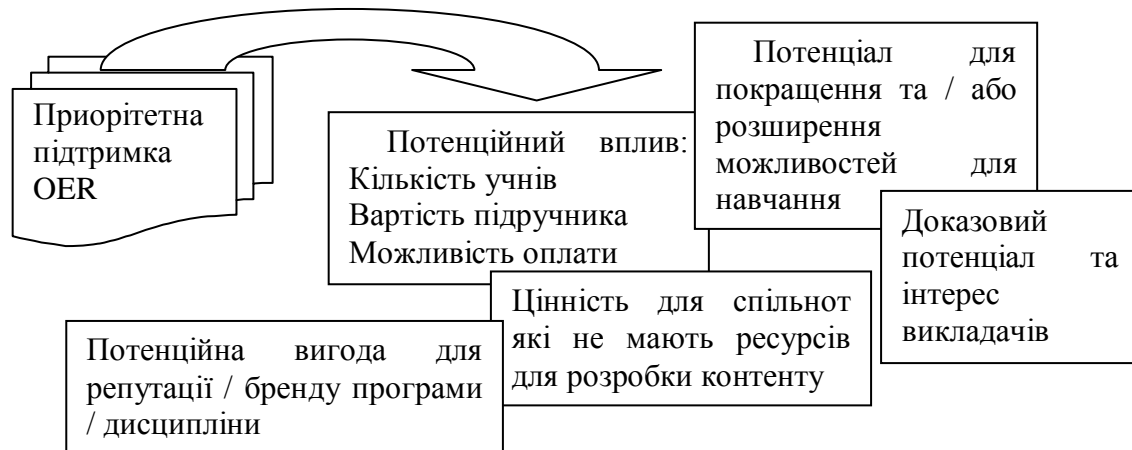 Приорітетна
підтримка
OER
Потенційний вплив:
Кількість учнів
Вартість підручника
Можливість оплати
Потенціал для
покращення та / або
розширення
можливостей для
навчання
Доказовий
потенціал та
інтерес
викладачів
Цінність для спільнот
які не мають ресурсів
для розробки контенту
Потенційна вигода для
репутації / бренду програми
/ дисципліни